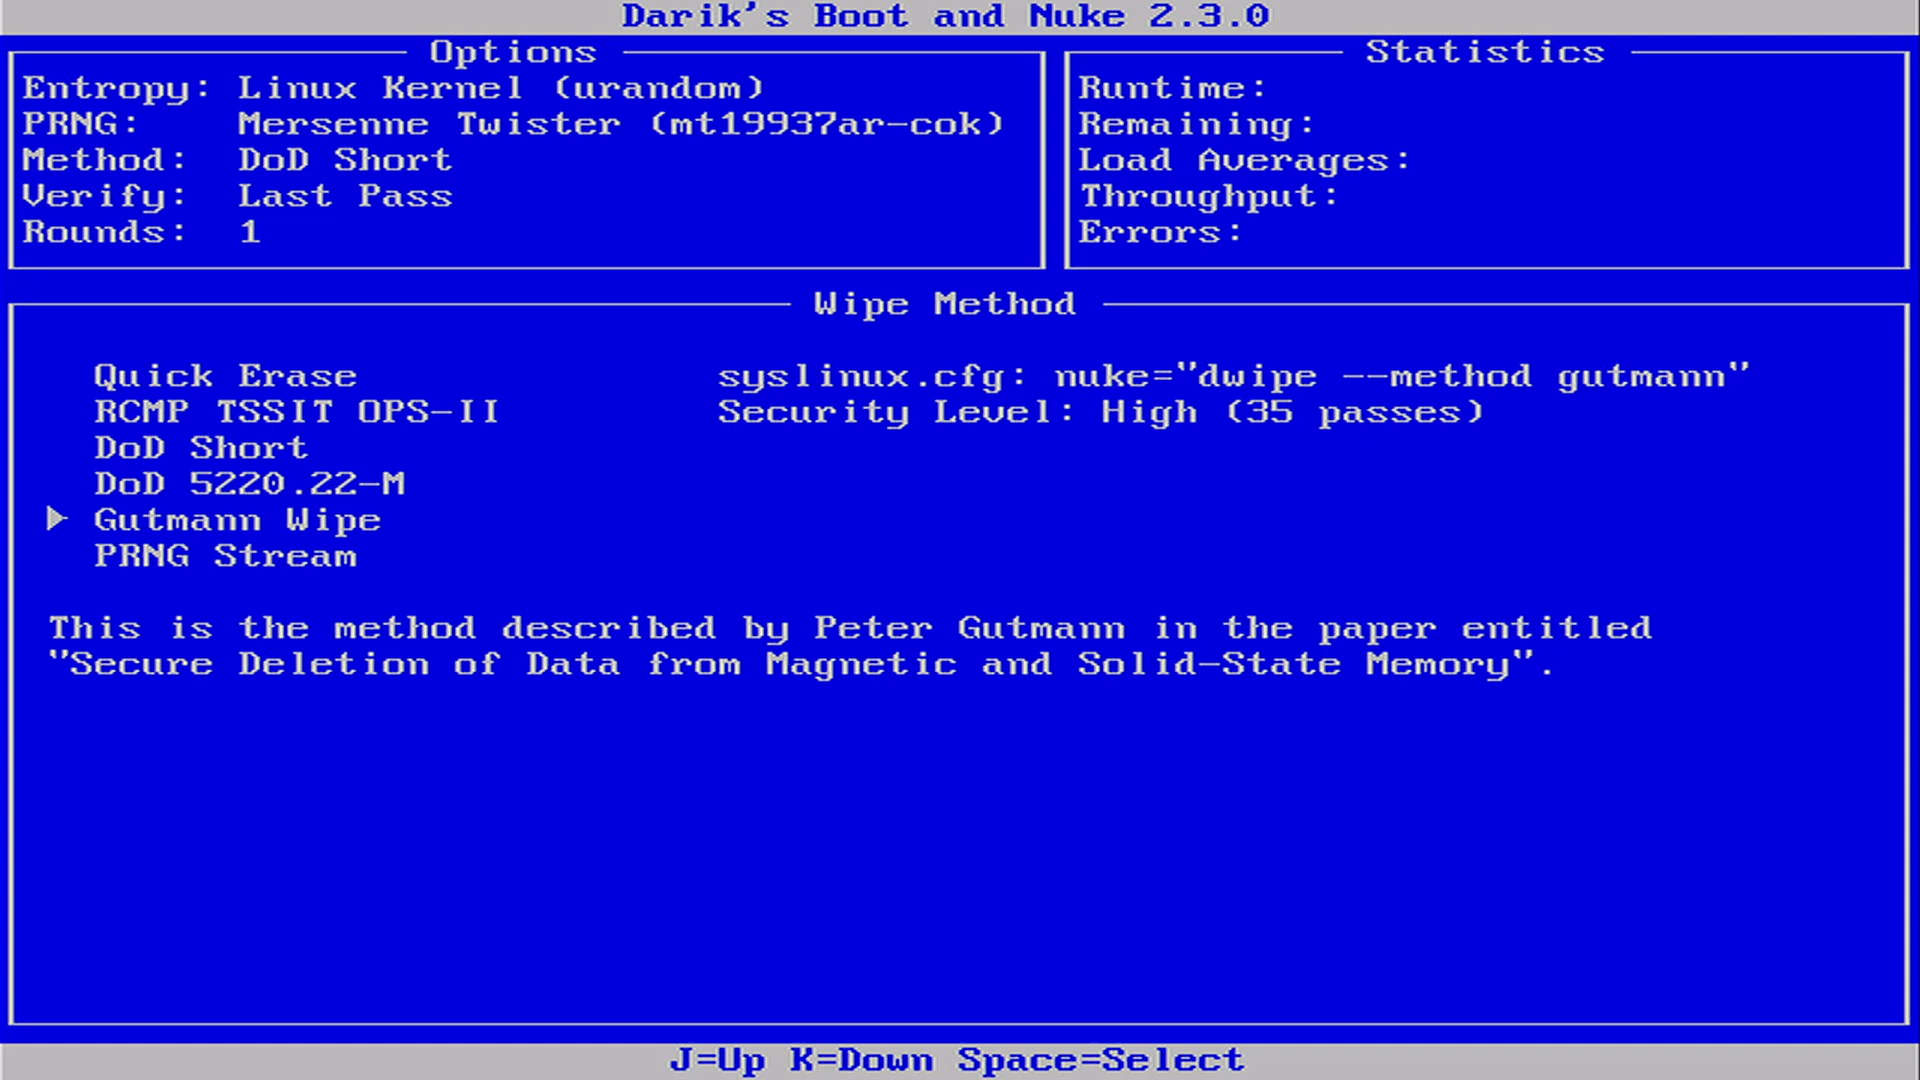 Darik's Boot and Nuke 2.3.0
Options
Entropy: Linux Kernel (urandom)
PRNG: Mersenne Twister (mt19937ar-cok)
Method: DoD Short
Verify: Last Pass
Rounds: 1
Statistics
Runtime:
Remaining:
Load Averages:
Throughput:
Errors:
Wipe Method
Quick Erase
RCMP TSSIT OPS-II
DoD Short
DoD 5220.22-M
Gutmann Wipe
PRNG Stream
syslinux.cfg: nuke="dwipe --method gutmann"
Security Level: High (35 passes)
This is the method described by Peter Gutmann in the paper entitled
"Secure Deletion of Data from Magnetic and Solid-State Memory".
J=Up K=Down Space=Select